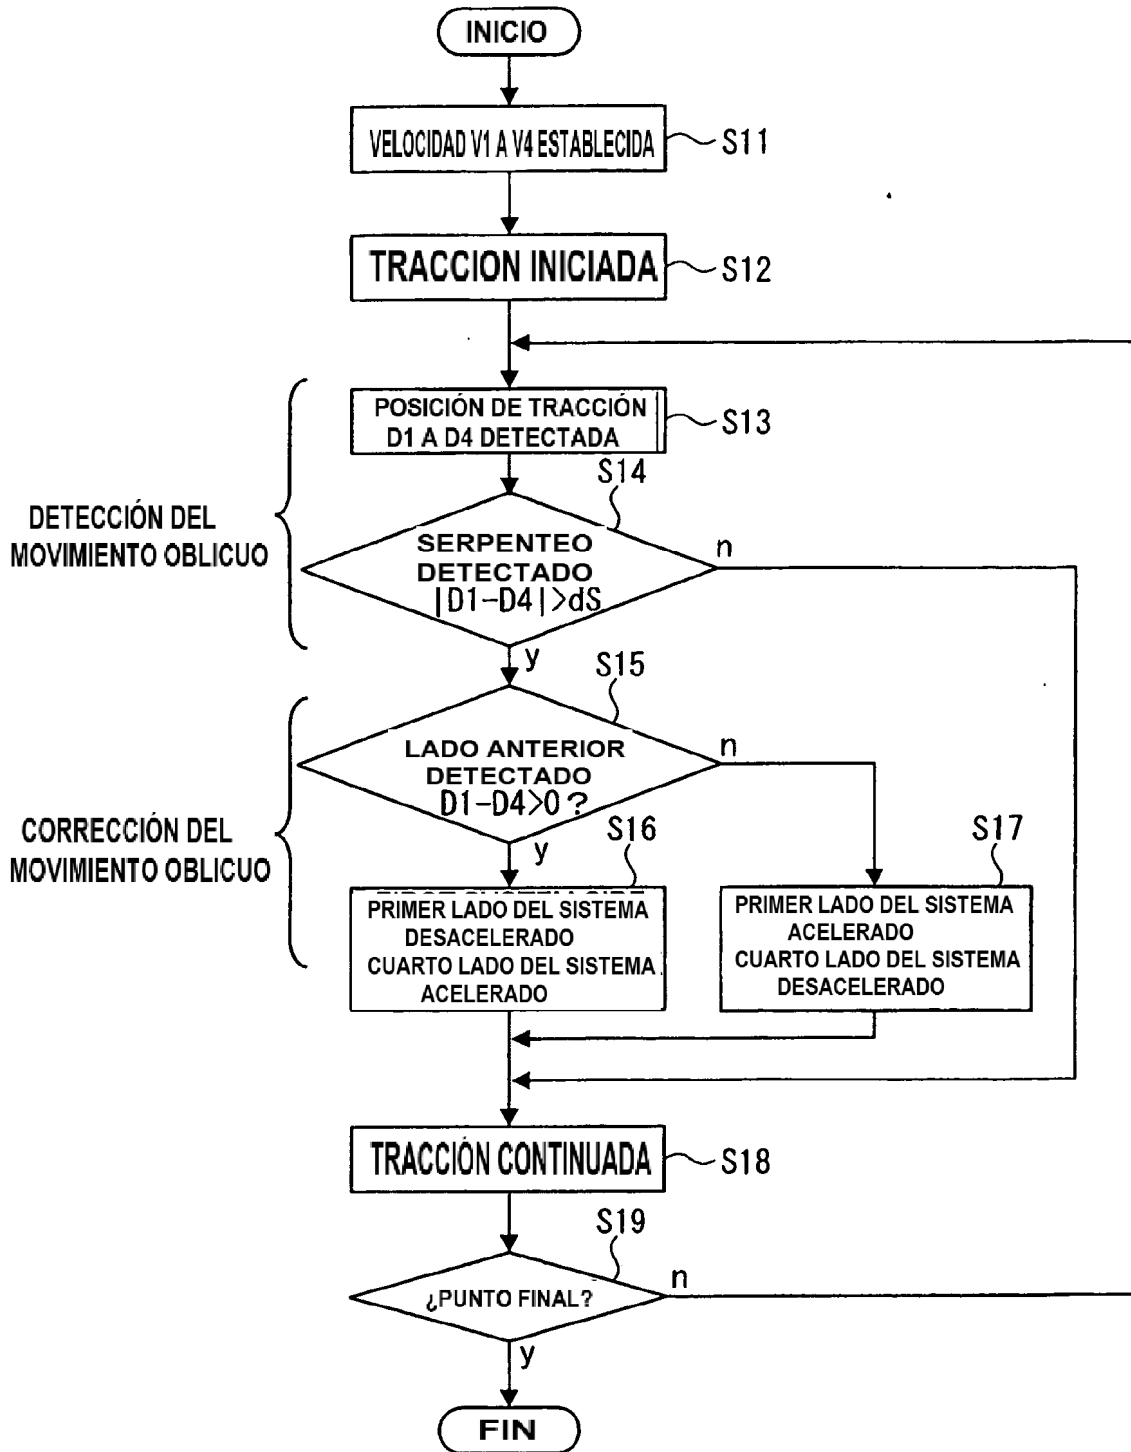 INICIO
VELOCIDAD V1 A V4 ESTABLECIDA
S11
TRACCION INICIADA
S12
POSICIÓN DE TRACCIÓN
D1 A D4 DETECTADA
S13
DETECCIÓN DEL
MOVIMIENTO OBLICUO
S14
SERPENTEO
DETECTADO
|D1-D4|>dS
n
y
S15
LADO ANTERIOR
DETECTADO
D1-D4>0?
n
y
CORRECCIÓN DEL
MOVIMIENTO OBLICUO
S16
PRIMER LADO DEL SISTEMA
DESACELERADO
CUARTO LADO DEL SISTEMA
ACELERADO
S17
PRIMER LADO DEL SISTEMA
ACELERADO
CUARTO LADO DEL SISTEMA
DESACELERADO
TRACCIÓN CONTINUADA
S18
S19
¿PUNTO FINAL?
n
y
FIN